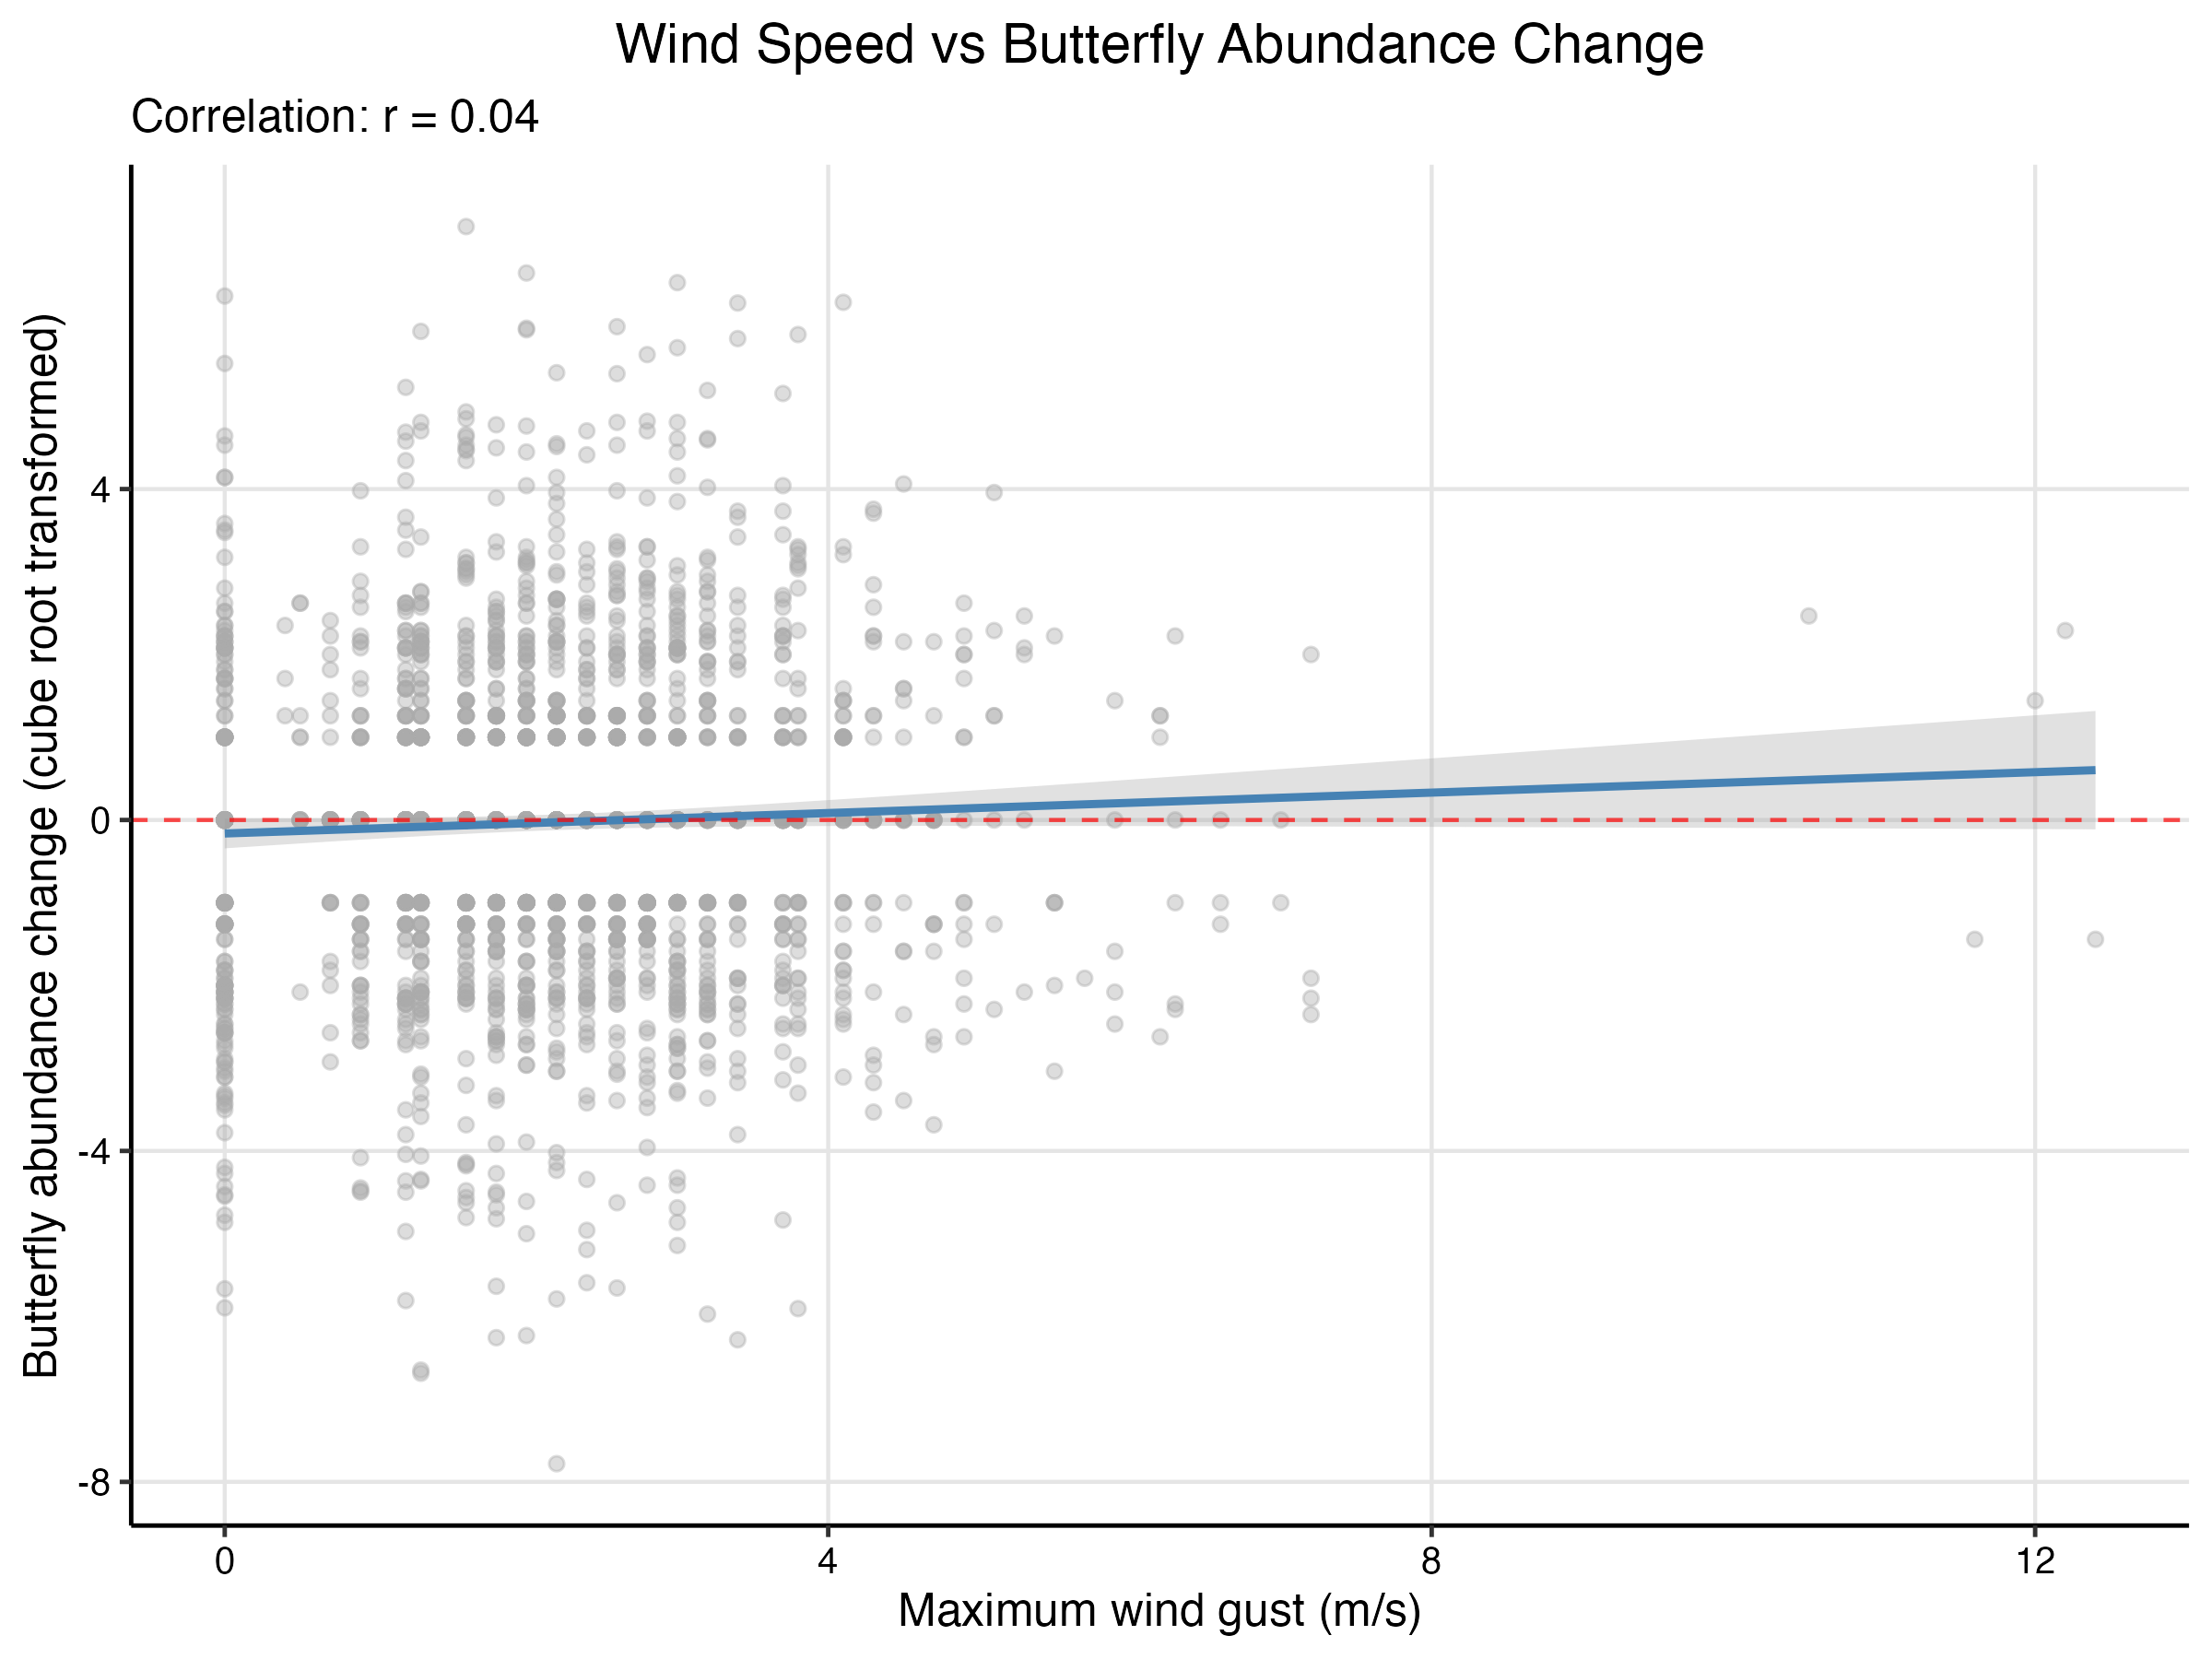 Wind Speed vs Butterfly Abundance Change
Correlation: r = 0.04
Butterfly abundance change (cube root transformed)
4
0
-4
-8
0
4
8
12
Maximum wind gust (m/s)